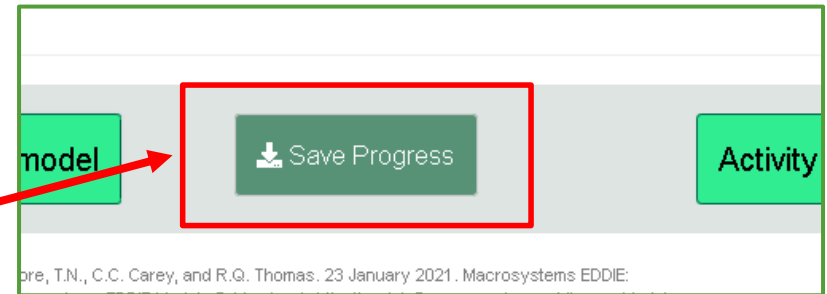 model
Save Progress
Activity
ore, T.N., C.C. Carey, and R.Q. Thomas. 23 January 2021. Macrosystems EDDIE: